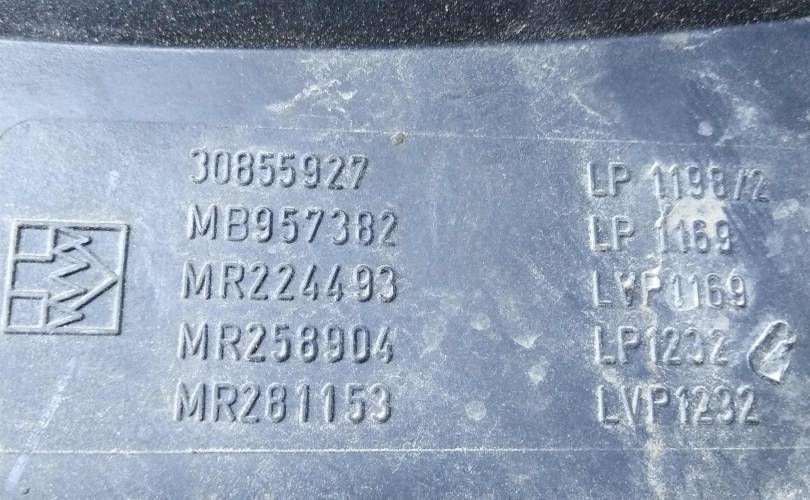 30855927
MB957382
MR224493
MR258904
MR281153
LP 1198/2
LP 1169
LVP1169
LP1232
LVP1232